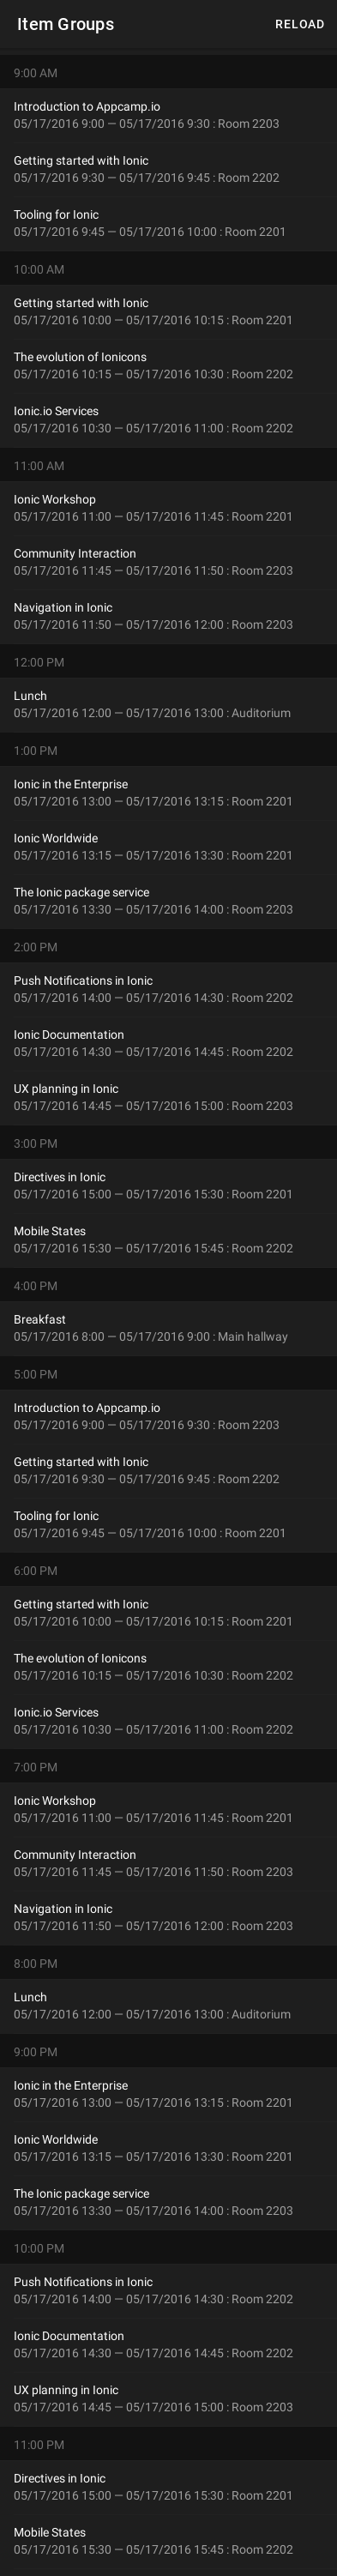 Item Groups
RELOAD
9:00 AM
Introduction to Appcamp.io
05/17/2016 9:00 — 05/17/2016 9:30 : Room 2203
Getting started with Ionic
05/17/2016 9:30 — 05/17/2016 9:45 : Room 2202
Tooling for Ionic
05/17/2016 9:45 — 05/17/2016 10:00 : Room 2201
10:00 AM
Getting started with Ionic
05/17/2016 10:00 — 05/17/2016 10:15 : Room 2201
The evolution of Ionicons
05/17/2016 10:15 — 05/17/2016 10:30 : Room 2202
Ionic.io Services
05/17/2016 10:30 — 05/17/2016 11:00 : Room 2202
11:00 AM
Ionic Workshop
05/17/2016 11:00 — 05/17/2016 11:45 : Room 2201
Community Interaction
05/17/2016 11:45 — 05/17/2016 11:50 : Room 2203
Navigation in Ionic
05/17/2016 11:50 — 05/17/2016 12:00 : Room 2203
12:00 PM
Lunch
05/17/2016 12:00 — 05/17/2016 13:00 : Auditorium
1:00 PM
Ionic in the Enterprise
05/17/2016 13:00 — 05/17/2016 13:15 : Room 2201
Ionic Worldwide
05/17/2016 13:15 — 05/17/2016 13:30 : Room 2201
The Ionic package service
05/17/2016 13:30 — 05/17/2016 14:00 : Room 2203
2:00 PM
Push Notifications in Ionic
05/17/2016 14:00 — 05/17/2016 14:30 : Room 2202
Ionic Documentation
05/17/2016 14:30 — 05/17/2016 14:45 : Room 2202
UX planning in Ionic
05/17/2016 14:45 — 05/17/2016 15:00 : Room 2203
3:00 PM
Directives in Ionic
05/17/2016 15:00 — 05/17/2016 15:30 : Room 2201
Mobile States
05/17/2016 15:30 — 05/17/2016 15:45 : Room 2202
4:00 PM
Breakfast
05/17/2016 8:00 — 05/17/2016 9:00 : Main hallway
5:00 PM
Introduction to Appcamp.io
05/17/2016 9:00 — 05/17/2016 9:30 : Room 2203
Getting started with Ionic
05/17/2016 9:30 — 05/17/2016 9:45 : Room 2202
Tooling for Ionic
05/17/2016 9:45 — 05/17/2016 10:00 : Room 2201
6:00 PM
Getting started with Ionic
05/17/2016 10:00 — 05/17/2016 10:15 : Room 2201
The evolution of Ionicons
05/17/2016 10:15 — 05/17/2016 10:30 : Room 2202
Ionic.io Services
05/17/2016 10:30 — 05/17/2016 11:00 : Room 2202
7:00 PM
Ionic Workshop
05/17/2016 11:00 — 05/17/2016 11:45 : Room 2201
Community Interaction
05/17/2016 11:45 — 05/17/2016 11:50 : Room 2203
Navigation in Ionic
05/17/2016 11:50 — 05/17/2016 12:00 : Room 2203
8:00 PM
Lunch
05/17/2016 12:00 — 05/17/2016 13:00 : Auditorium
9:00 PM
Ionic in the Enterprise
05/17/2016 13:00 — 05/17/2016 13:15 : Room 2201
Ionic Worldwide
05/17/2016 13:15 — 05/17/2016 13:30 : Room 2201
The Ionic package service
05/17/2016 13:30 — 05/17/2016 14:00 : Room 2203
10:00 PM
Push Notifications in Ionic
05/17/2016 14:00 — 05/17/2016 14:30 : Room 2202
Ionic Documentation
05/17/2016 14:30 — 05/17/2016 14:45 : Room 2202
UX planning in Ionic
05/17/2016 14:45 — 05/17/2016 15:00 : Room 2203
11:00 PM
Directives in Ionic
05/17/2016 15:00 — 05/17/2016 15:30 : Room 2201
Mobile States
05/17/2016 15:30 — 05/17/2016 15:45 : Room 2202